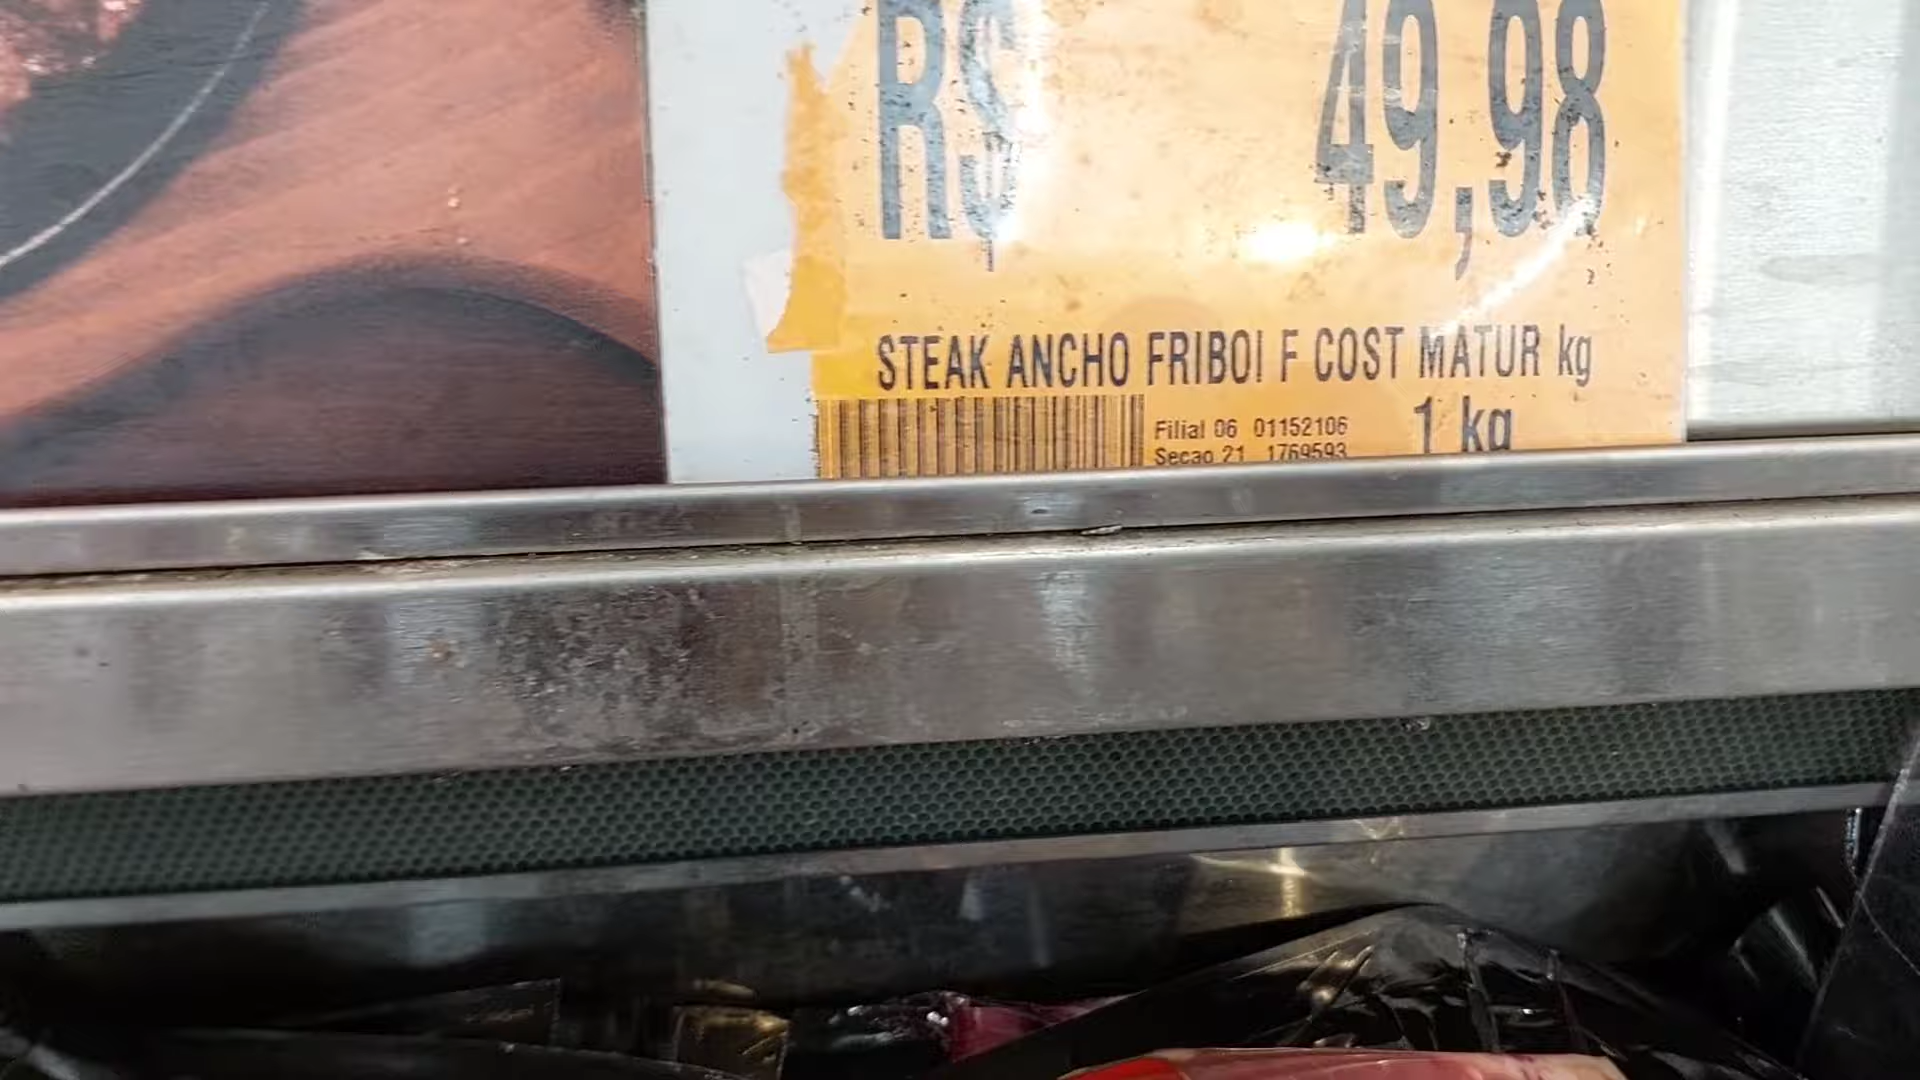 R$ 49,98
STEAK ANCHO FRIBOI F COST MATUR kg
Filial 06 01152106 1 kg
Secao 21 1769593